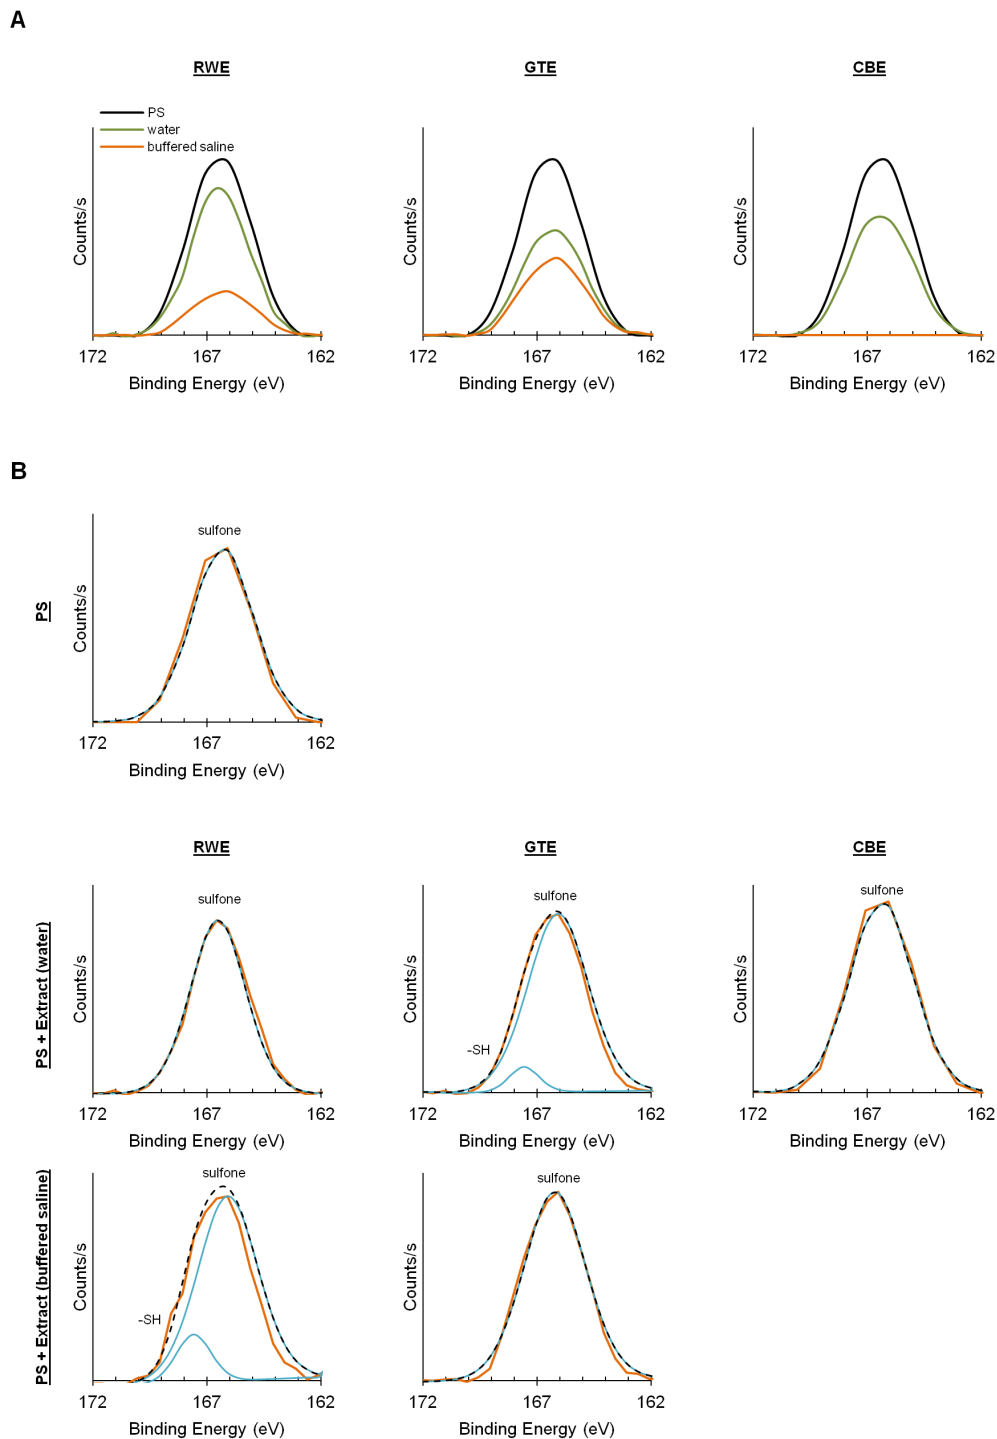 A
RWE
GTE
CBE
PS
water
buffered saline
Counts/s
Counts/s
Counts/s
172 167 162
172 167 162
172 167 162
Binding Energy (eV)
Binding Energy (eV)
Binding Energy (eV)
B
PS
sulfone
Counts/s
172 167 162
Binding Energy (eV)
RWE
GTE
CBE
PS + Extract (water)
sulfone
sulfone
sulfone
Counts/s
Counts/s
Counts/s
-SH
172 167 162
172 167 162
172 167 162
Binding Energy (eV)
Binding Energy (eV)
Binding Energy (eV)
PS + Extract (buffered saline)
sulfone
sulfone
Counts/s
Counts/s
-SH
172 167 162
172 167 162
Binding Energy (eV)
Binding Energy (eV)